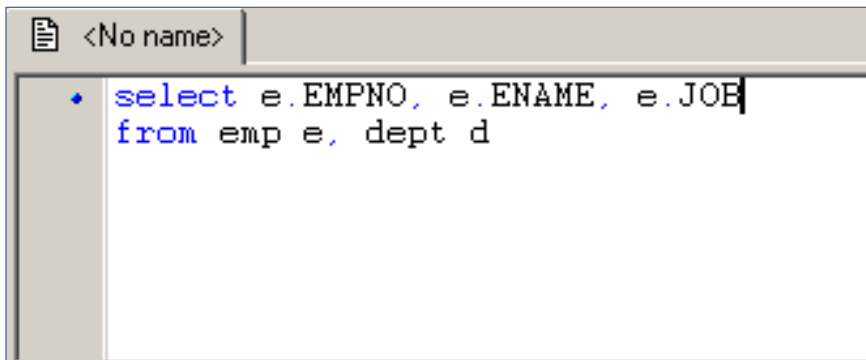 <No name>
select e.EMPNO, e.ENAME, e.JOB
from emp e, dept d